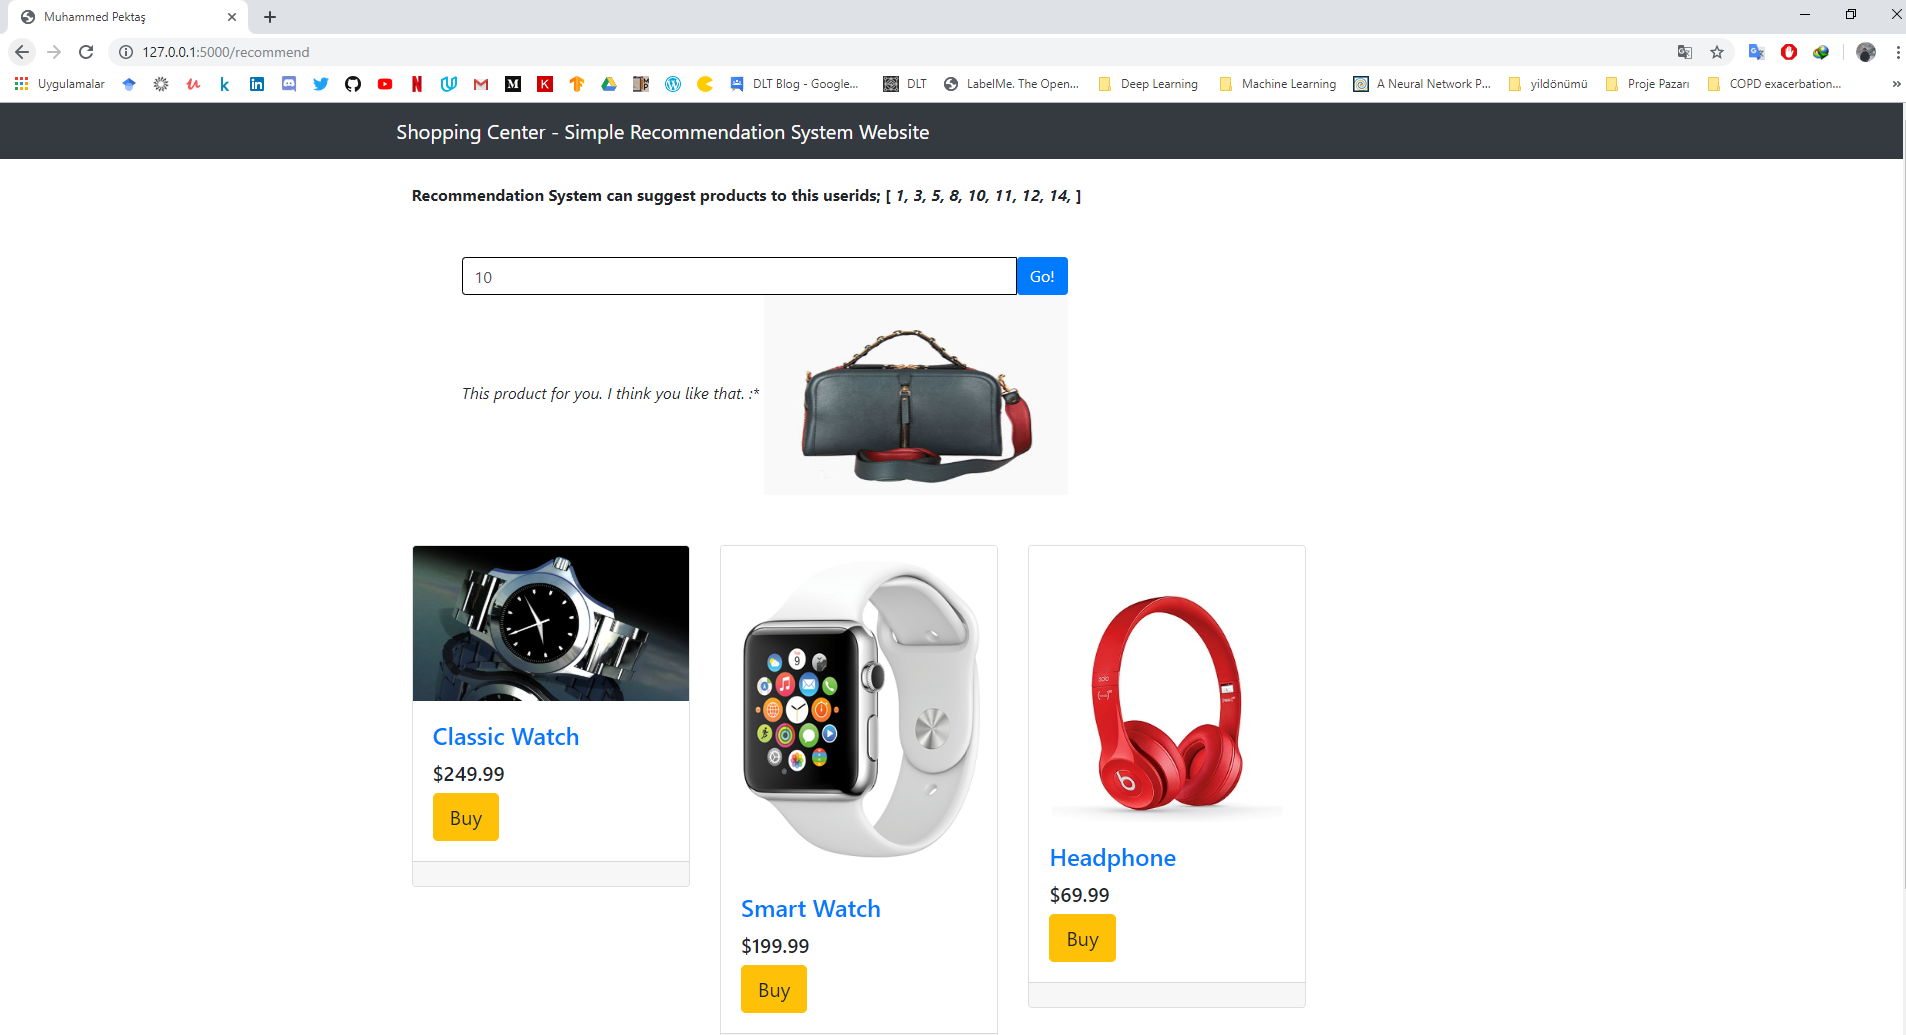 Muhammed Pektaş
127.0.0.1:5000/recommend
Uygulamalar
DLT Blog - Google...
DLT
LabelMe. The Open...
Deep Learning
Machine Learning
A Neural Network P...
yıldönümü
Proje Pazarı
COPD exacerbation...
Shopping Center - Simple Recommendation System Website
Recommendation System can suggest products to this userids; [ 1, 3, 5, 8, 10, 11, 12, 14, ]
10
Go!
This product for you. I think you like that. :*
Classic Watch
$249.99
Buy
9
Smart Watch
$199.99
Buy
solo
Headphone
$69.99
Buy